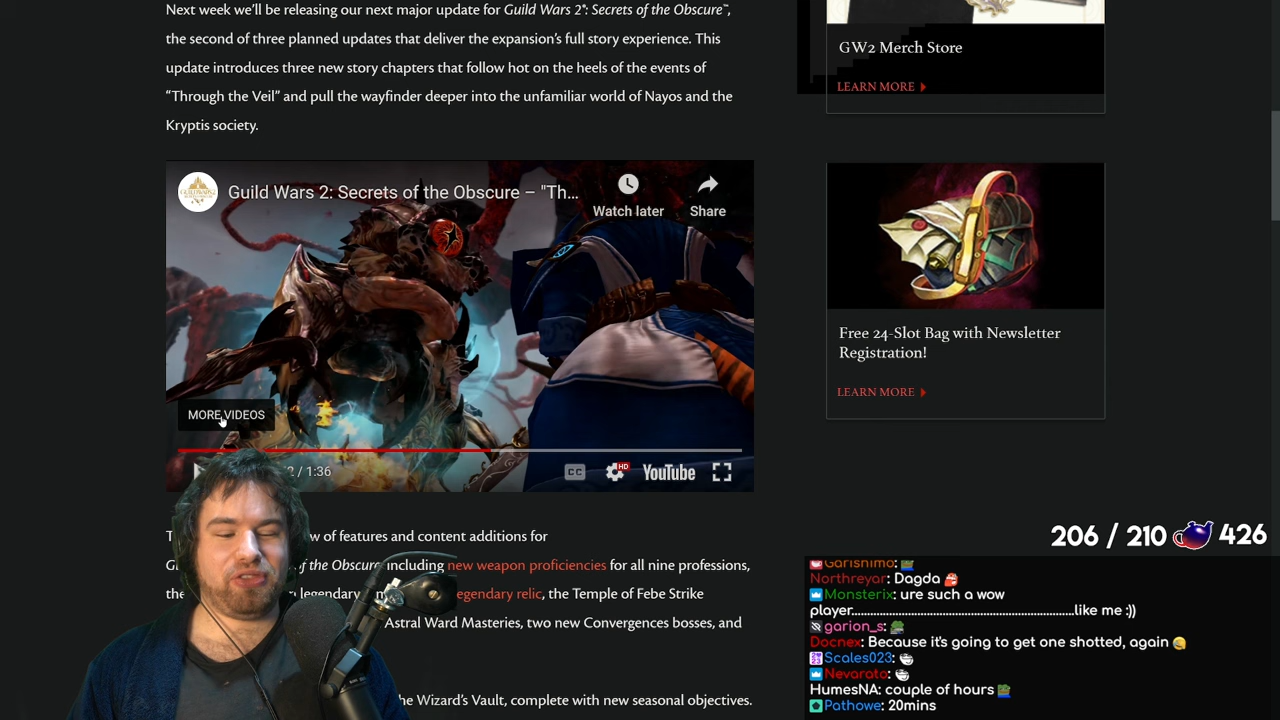 Next week we'll be releasing our next major update for Guild Wars 2®: Secrets of the Obscure™,
the second of three planned updates that deliver the expansion's full story experience. This
update introduces three new story chapters that follow hot on the heels of the events of
"Through the Veil" and pull the wayfinder deeper into the unfamiliar world of Nayos and the
Kryptis society.
GW2 Merch Store
LEARN MORE
Guild Wars 2: Secrets of the Obscure – "Th...
Watch later
Share
MORE VIDEOS
/ 1:36
CC
HD
YouTube
Free 24-Slot Bag with Newsletter
Registration!
LEARN MORE
of features and content additions for
of the Obscure, including new weapon proficiencies for all nine professions,
legendary
legendary relic, the Temple of Febe Strike
Astral Ward Masteries, two new Convergences bosses, and
the Wizard's Vault, complete with new seasonal objectives.
206 / 210 426
Garishimo:
Northreyar: Dagda
Monsterix: ure such a wow
player..........................................................................like me :))
garion_s:
Docnex: Because it's going to get one shotted, again
Scales023:
Nevarato:
HumesNA: couple of hours
Pathowe: 20mins